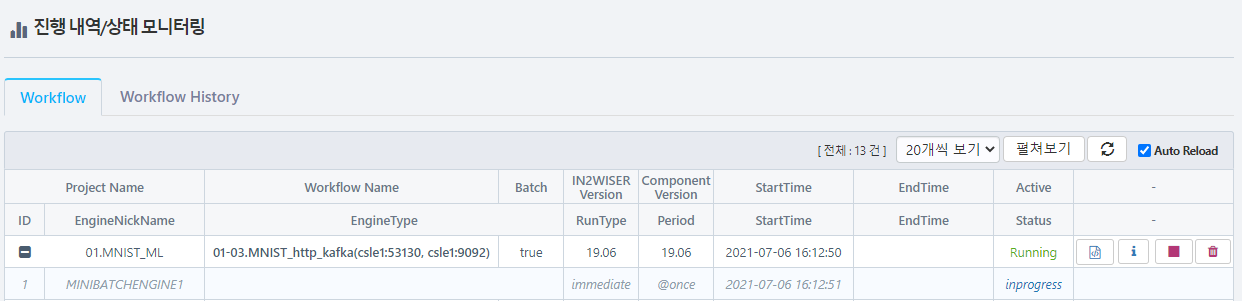 진행 내역/상태 모니터링
Workflow Workflow History
[ 전체 : 13 건 ] 20개씩 보기 펼쳐보기 Auto Reload
Project Name Workflow Name Batch IN2WISER Version Component Version StartTime EndTime Active -
ID EngineNickName EngineType RunType Period StartTime EndTime Status -
01.MNIST_ML 01-03.MNIST_http_kafka(csle1:53130, csle1:9092) true 19.06 19.06 2021-07-06 16:12:50 Running
1 MINIBATCHENGINE1 immediate @once 2021-07-06 16:12:51 inprogress